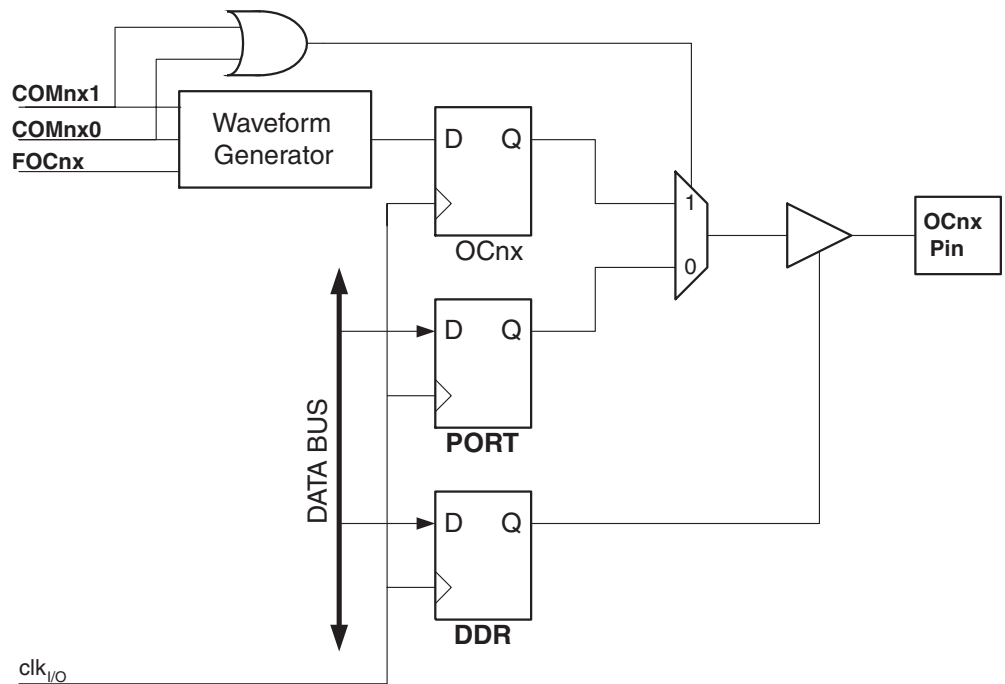 COMnx1
COMnx0
FOCnx
Waveform
Generator
D Q
OCnx
1
0
OCnx
Pin
D Q
PORT
DATA BUS
D Q
DDR
clkI/O